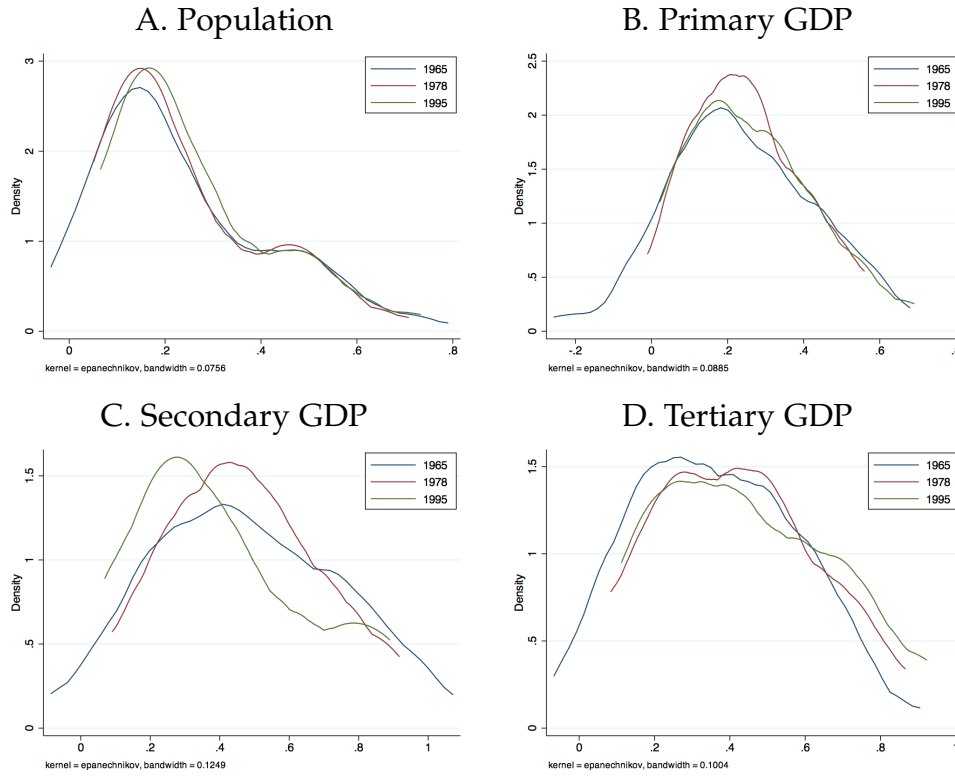 A. Population
3
2
1
0
Density
0 .2 .4 .6 .8
1965
1978
1995
kernel = epanechnikov, bandwidth = 0.0756
B. Primary GDP
2.5
2
1.5
1
.5
0
Density
-.2 0 .2 .4 .6
1965
1978
1995
kernel = epanechnikov, bandwidth = 0.0885
C. Secondary GDP
1.5
1
.5
0
Density
0 .2 .4 .6 .8 1
1965
1978
1995
kernel = epanechnikov, bandwidth = 0.1249
D. Tertiary GDP
1.5
1
.5
0
Density
0 .2 .4 .6 .8
1965
1978
1995
kernel = epanechnikov, bandwidth = 0.1004